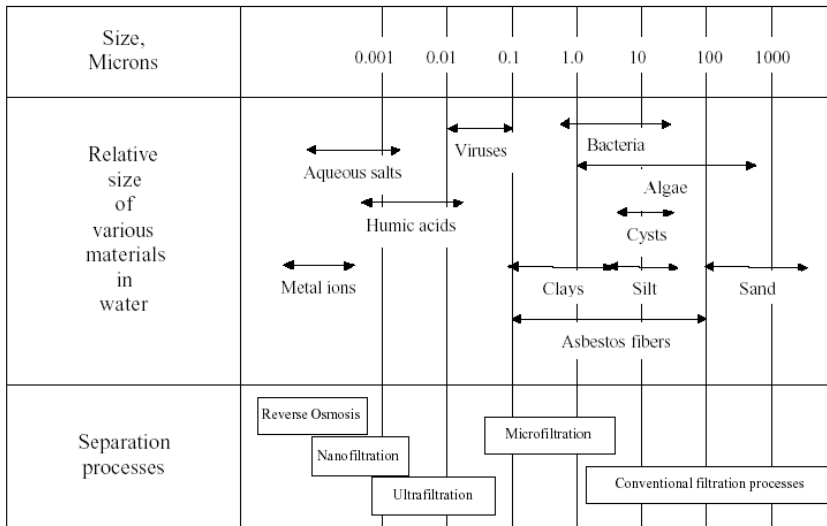 Size,
Microns
0.001 0.01 0.1 1.0 10 100 1000
Relative
size
of
various
materials
in
water
Viruses
Bacteria
Aqueous salts
Algae
Humic acids
Cysts
Metal ions
Clays
Silt
Sand
Asbestos fibers
Separation
processes
Reverse Osmosis
Nanofiltration
Ultrafiltration
Microfiltration
Conventional filtration processes